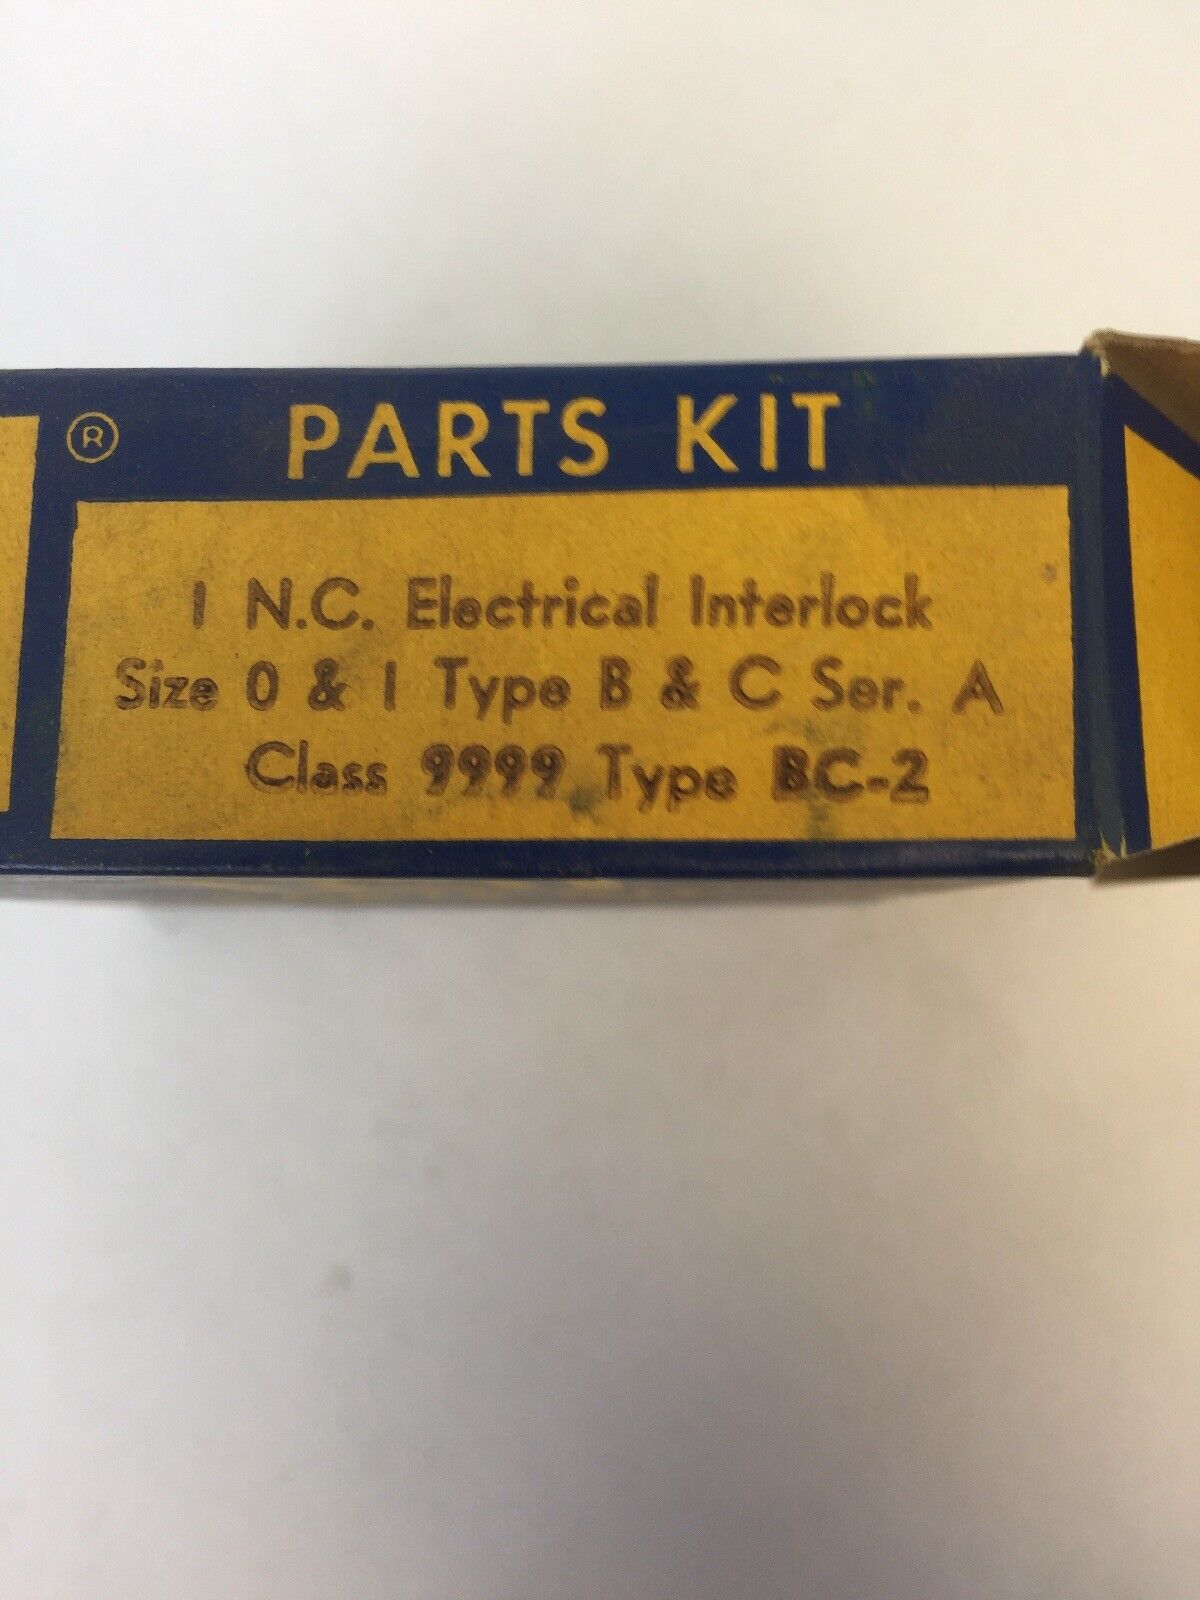 ® PARTS KIT
1 N.C. Electrical Interlock
Size 0 & 1 Type B & C Ser. A
Class 9999 Type BC-2